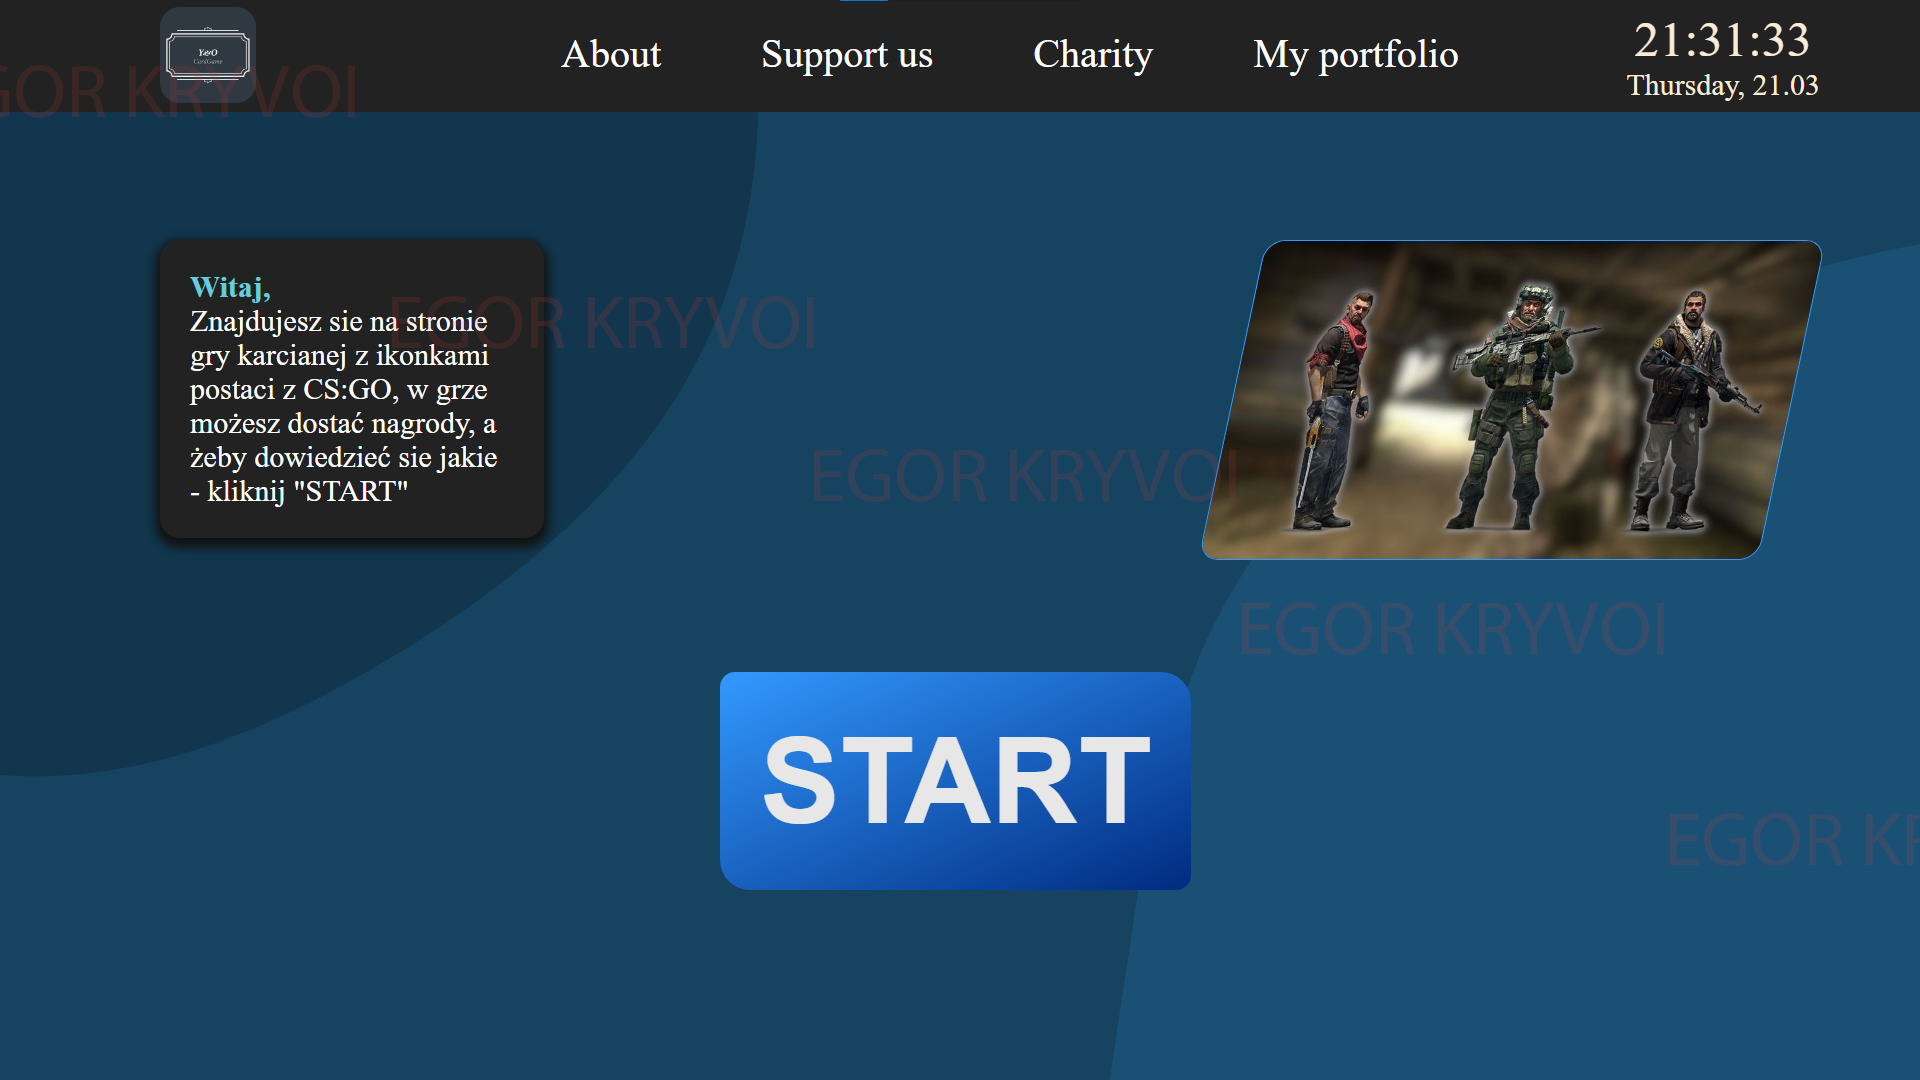 Y&O
CardGame
About
Support us
Charity
My portfolio
21:31:33
Thursday, 21.03
EGOR KRYVOI
Witaj,
Znajdujesz sie na stronie
gry karcianej z ikonkami
postaci z CS:GO, w grze
możesz dostać nagrody, a
żeby dowiedzieć sie jakie
- kliknij "START"
EGOR KRYVOI
EGOR KRYVOI
EGOR KRYVOI
START
EGOR KR